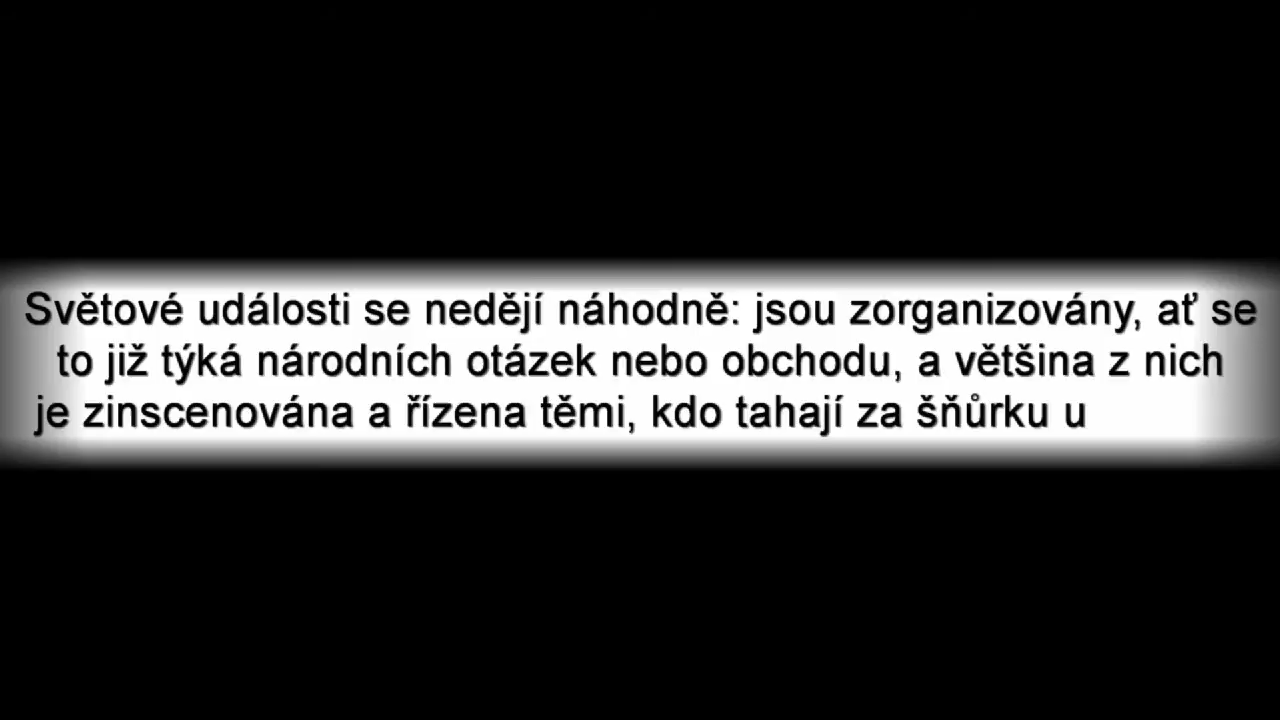 Světové události se nedějí náhodně: jsou zorganizovány, ať se
to již týká národních otázek nebo obchodu, a většina z nich
je zinscenována a řízena těmi, kdo tahají za šňůrku u